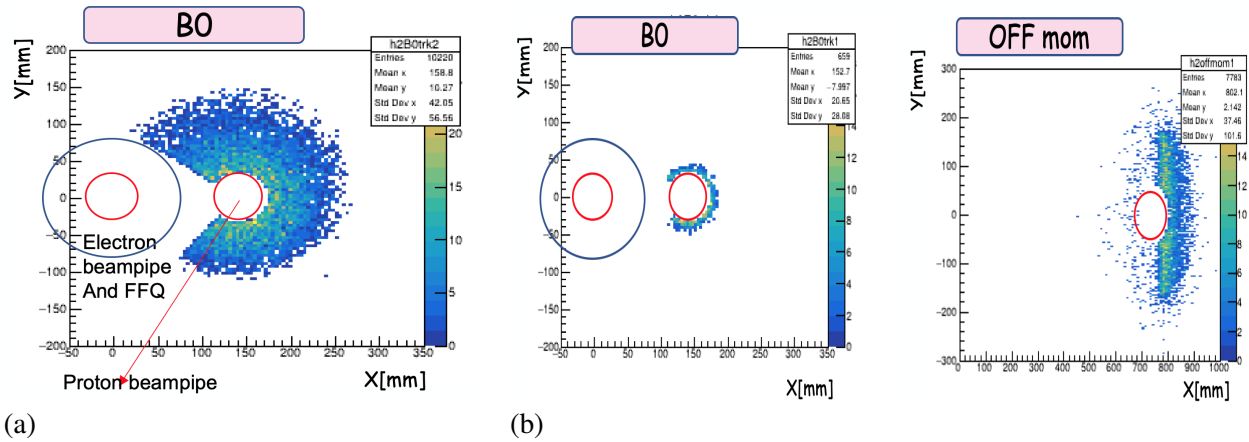 B0
Y[mm]
h2B0trk2
Entries 10220
Mean x 158.8
Mean y 10.27
Std Dev x 42.05
Std Dev y 56.56
200
150
100
50
0
−50
−100
−150
−200
−50 0 50 100 150 200 250 300 350
20
15
10
5
0
Electron
beampipe
And FFQ
Proton beampipe
X[mm]
(a)
B0
Y[mm]
h2B0trk1
Entries 659
Mean x 152.7
Mean y −7.997
Std Dev x 20.65
Std Dev y 28.08
200
150
100
50
0
−50
−100
−150
−200
−50 0 50 100 150 200 250 300 350
14
12
10
8
6
4
2
0
X[mm]
(b)
OFF mom
Y[mm]
h2offmom1
Entries 7783
Mean x 802.1
Mean y 2.142
Std Dev x 37.46
Std Dev y 101.6
300
200
100
0
−100
−200
−300
0 100 200 300 400 500 600 700 800 900 1000
10
8
6
4
2
0
X[mm]